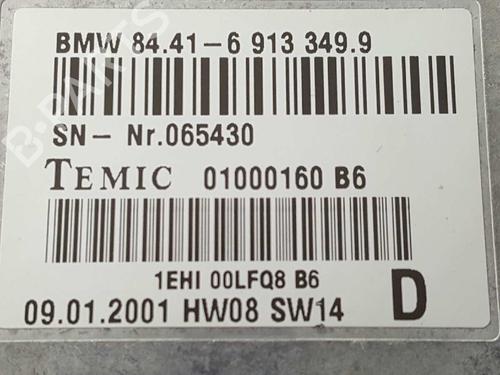 BMW 84.41-6 913 349.9
SN- Nr.065430
TEMIC 01000160 B6
1EHI 00LFQ8 B6
09.01.2001 HW08 SW14 D
B-PARTS